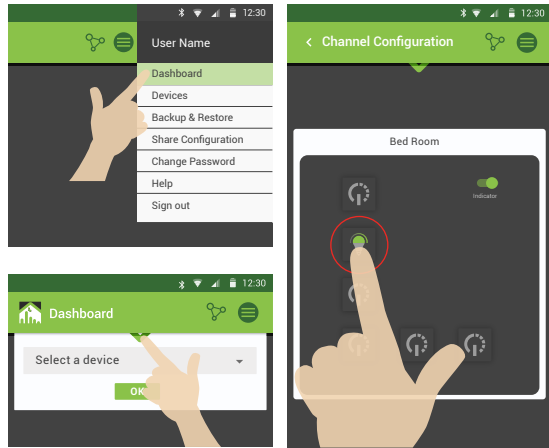 12:30
User Name
Dashboard
Devices
Backup & Restore
Share Configuration
Change Password
Help
Sign out
12:30
Dashboard
Select a device
OK
12:30
Channel Configuration
Bed Room
Indicator